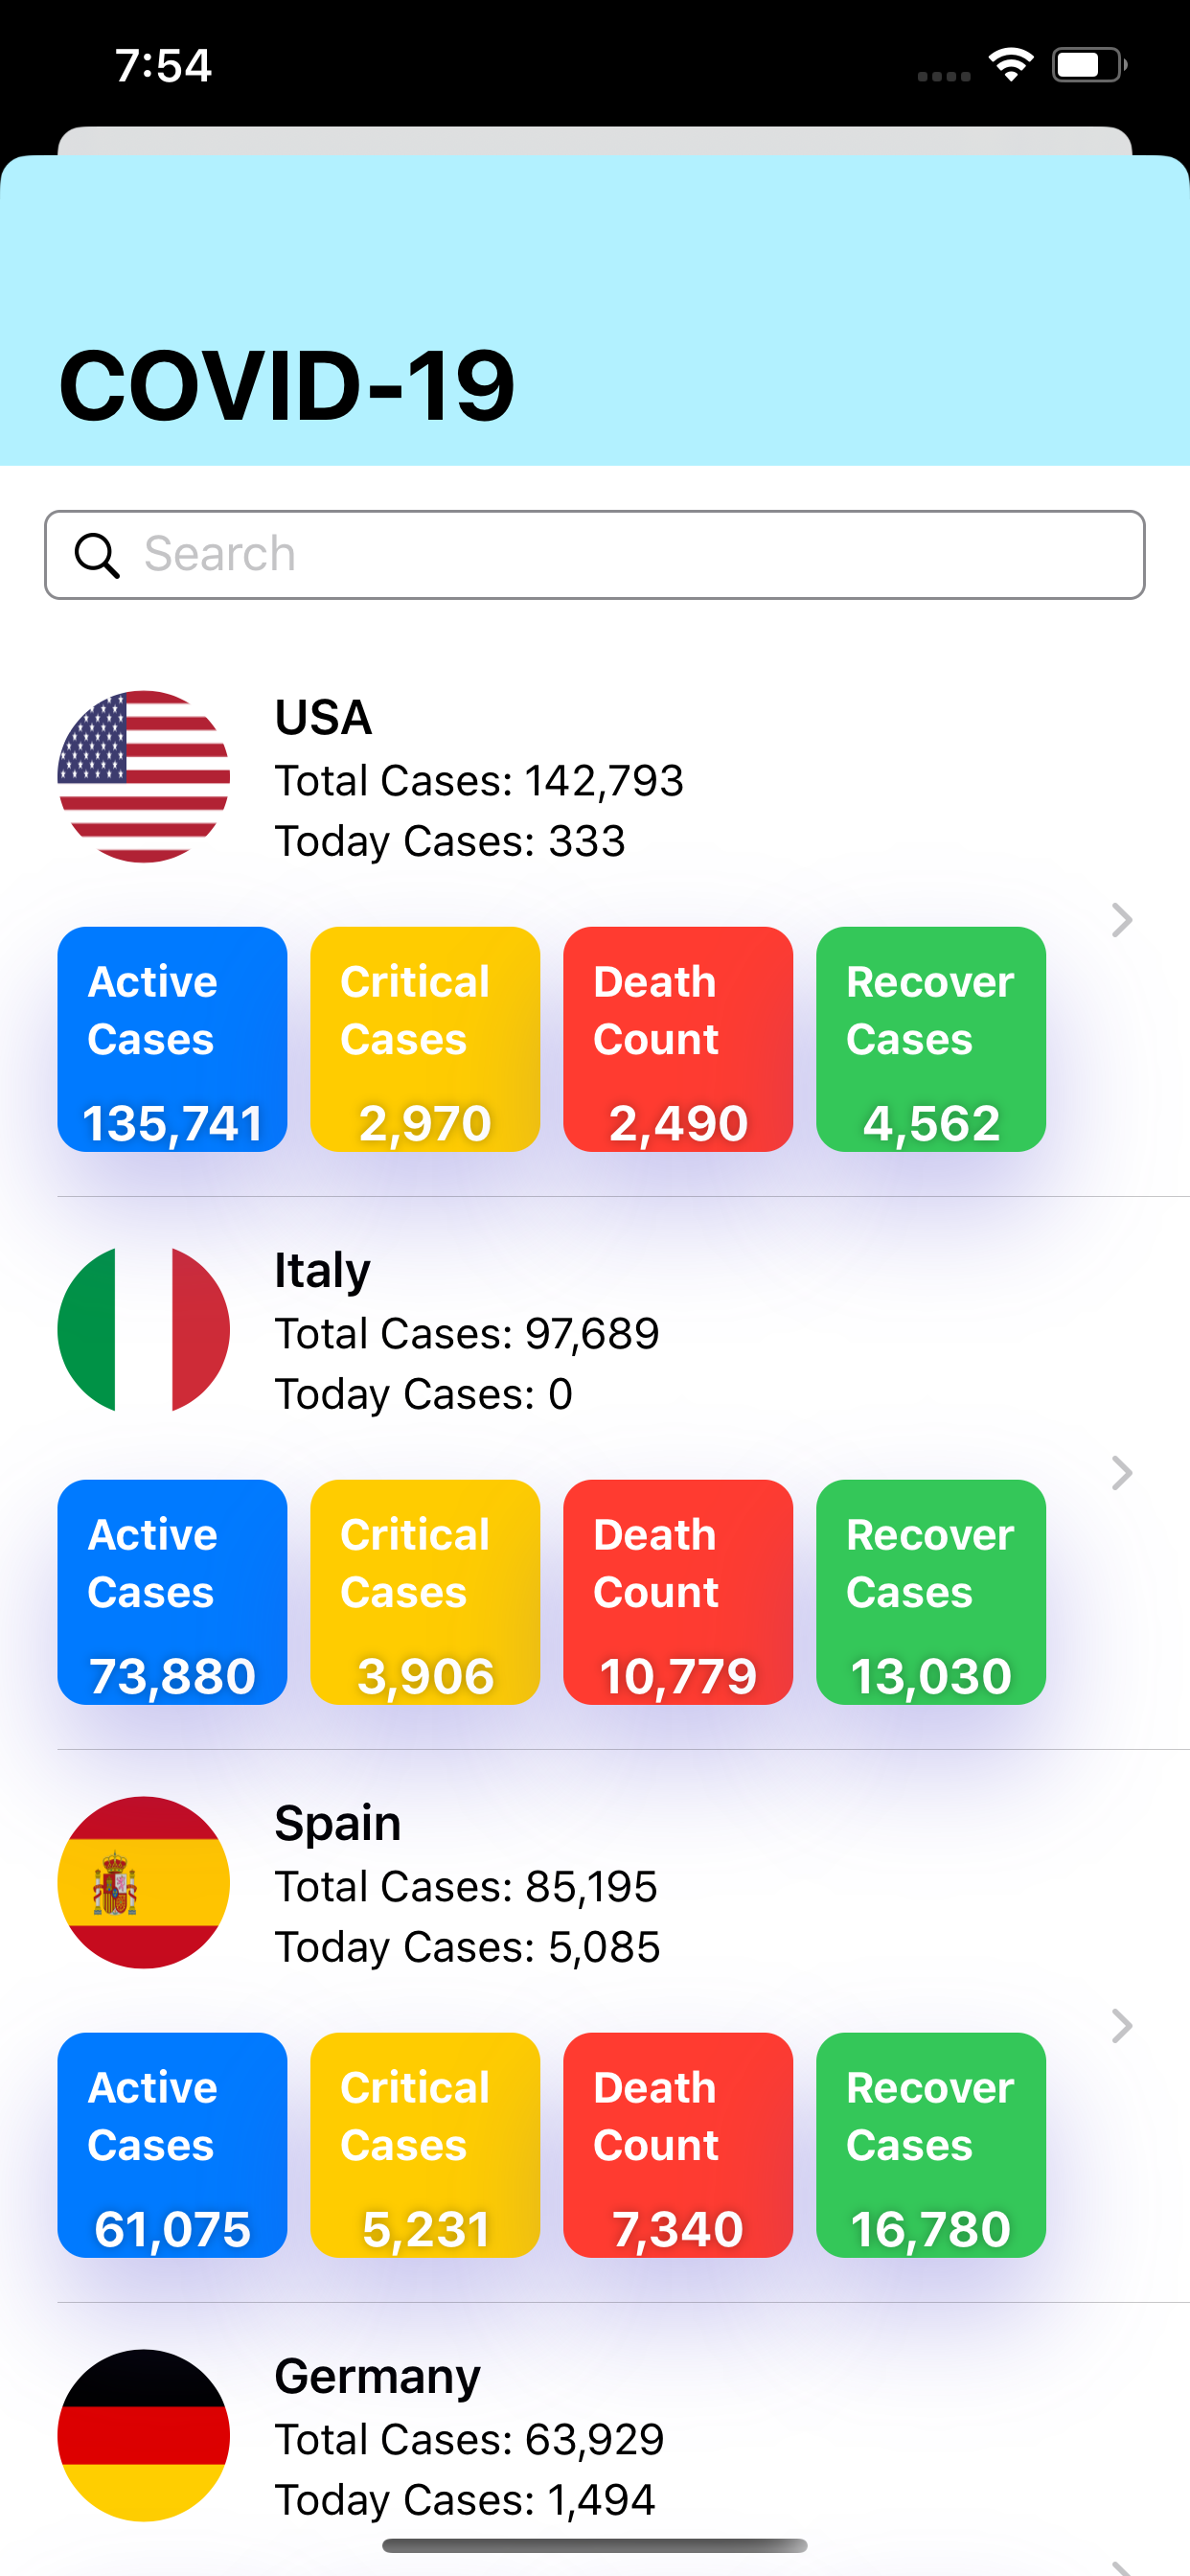 7:54
COVID-19
Search
USA
Total Cases: 142,793
Today Cases: 333
Active Cases
135,741
Critical Cases
2,970
Death Count
2,490
Recover Cases
4,562
Italy
Total Cases: 97,689
Today Cases: 0
Active Cases
73,880
Critical Cases
3,906
Death Count
10,779
Recover Cases
13,030
Spain
Total Cases: 85,195
Today Cases: 5,085
Active Cases
61,075
Critical Cases
5,231
Death Count
7,340
Recover Cases
16,780
Germany
Total Cases: 63,929
Today Cases: 1,494